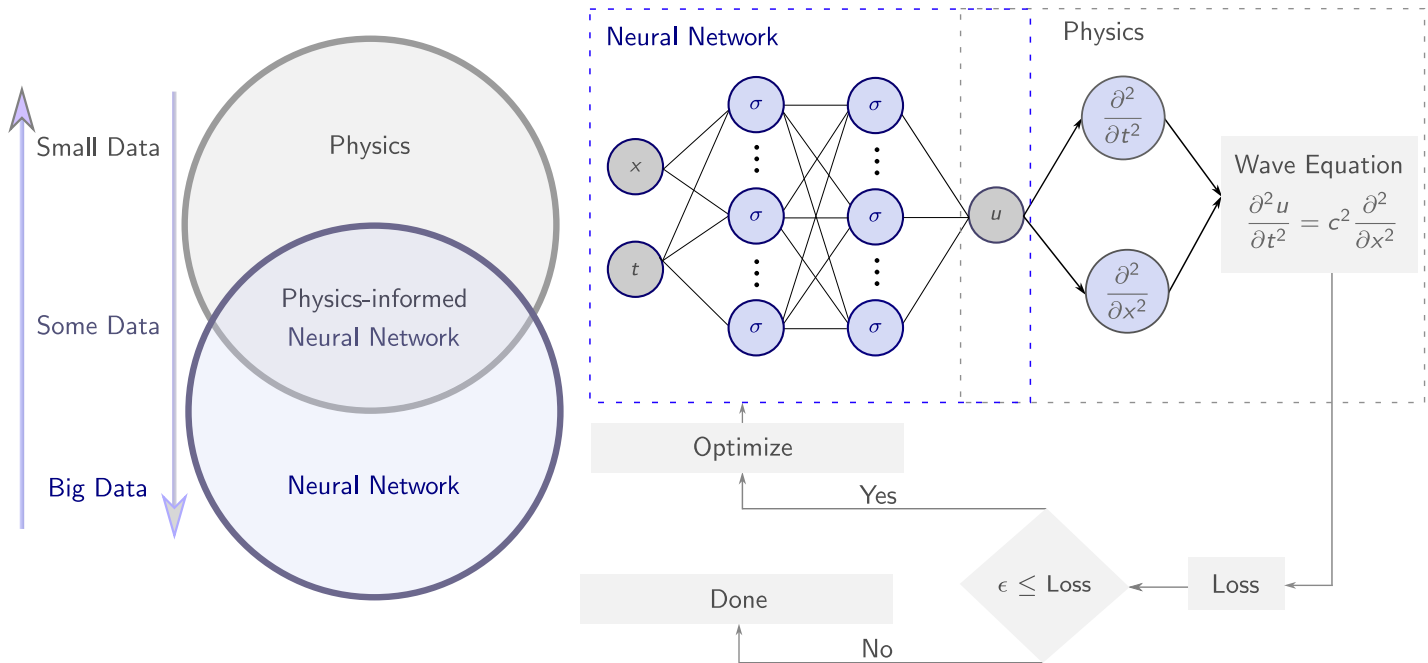 Small Data
Some Data
Big Data
Physics
Physics-informed
Neural Network
Neural Network
Neural Network
Physics
x
t
σ
σ
σ
σ
σ
σ
u
∂²/∂t²
∂²/∂x²
Wave Equation
∂²u/∂t² = c² ∂²/∂x²
Optimize
Yes
ϵ ≤ Loss
Loss
Done
No